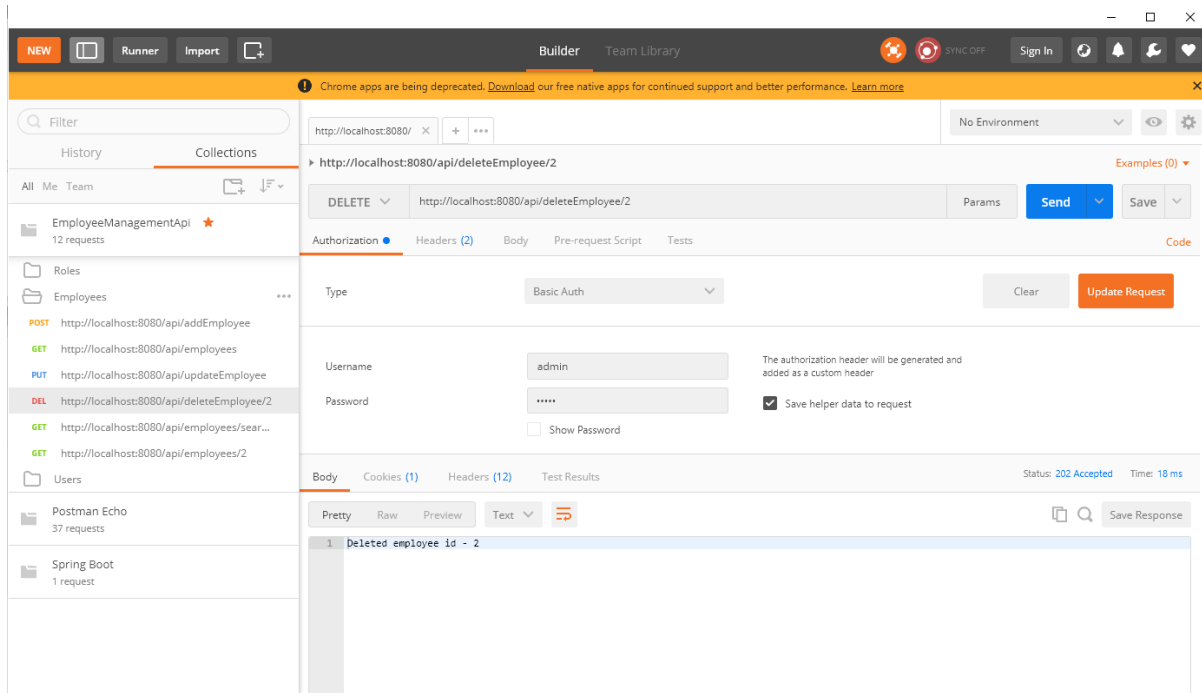 NEW Runner Import Builder Team Library SYNC OFF Sign In
Chrome apps are being deprecated. Download our free native apps for continued support and better performance. Learn more
Filter
History Collections
All Me Team
EmployeeManagementApi
12 requests
Roles
Employees
POST http://localhost:8080/api/addEmployee
GET http://localhost:8080/api/employees
PUT http://localhost:8080/api/updateEmployee
DEL http://localhost:8080/api/deleteEmployee/2
GET http://localhost:8080/api/employees/sear...
GET http://localhost:8080/api/employees/2
Users
Postman Echo
37 requests
Spring Boot
1 request
http://localhost:8080/
No Environment
http://localhost:8080/api/deleteEmployee/2 Examples (0)
DELETE http://localhost:8080/api/deleteEmployee/2 Params Send Save
Authorization Headers (2) Body Pre-request Script Tests Code
Type Basic Auth Clear Update Request
Username admin
The authorization header will be generated and
added as a custom header
Password •••••
Save helper data to request
Show Password
Body Cookies (1) Headers (12) Test Results Status: 202 Accepted Time: 18 ms
Pretty Raw Preview Text Save Response
1 Deleted employee id - 2